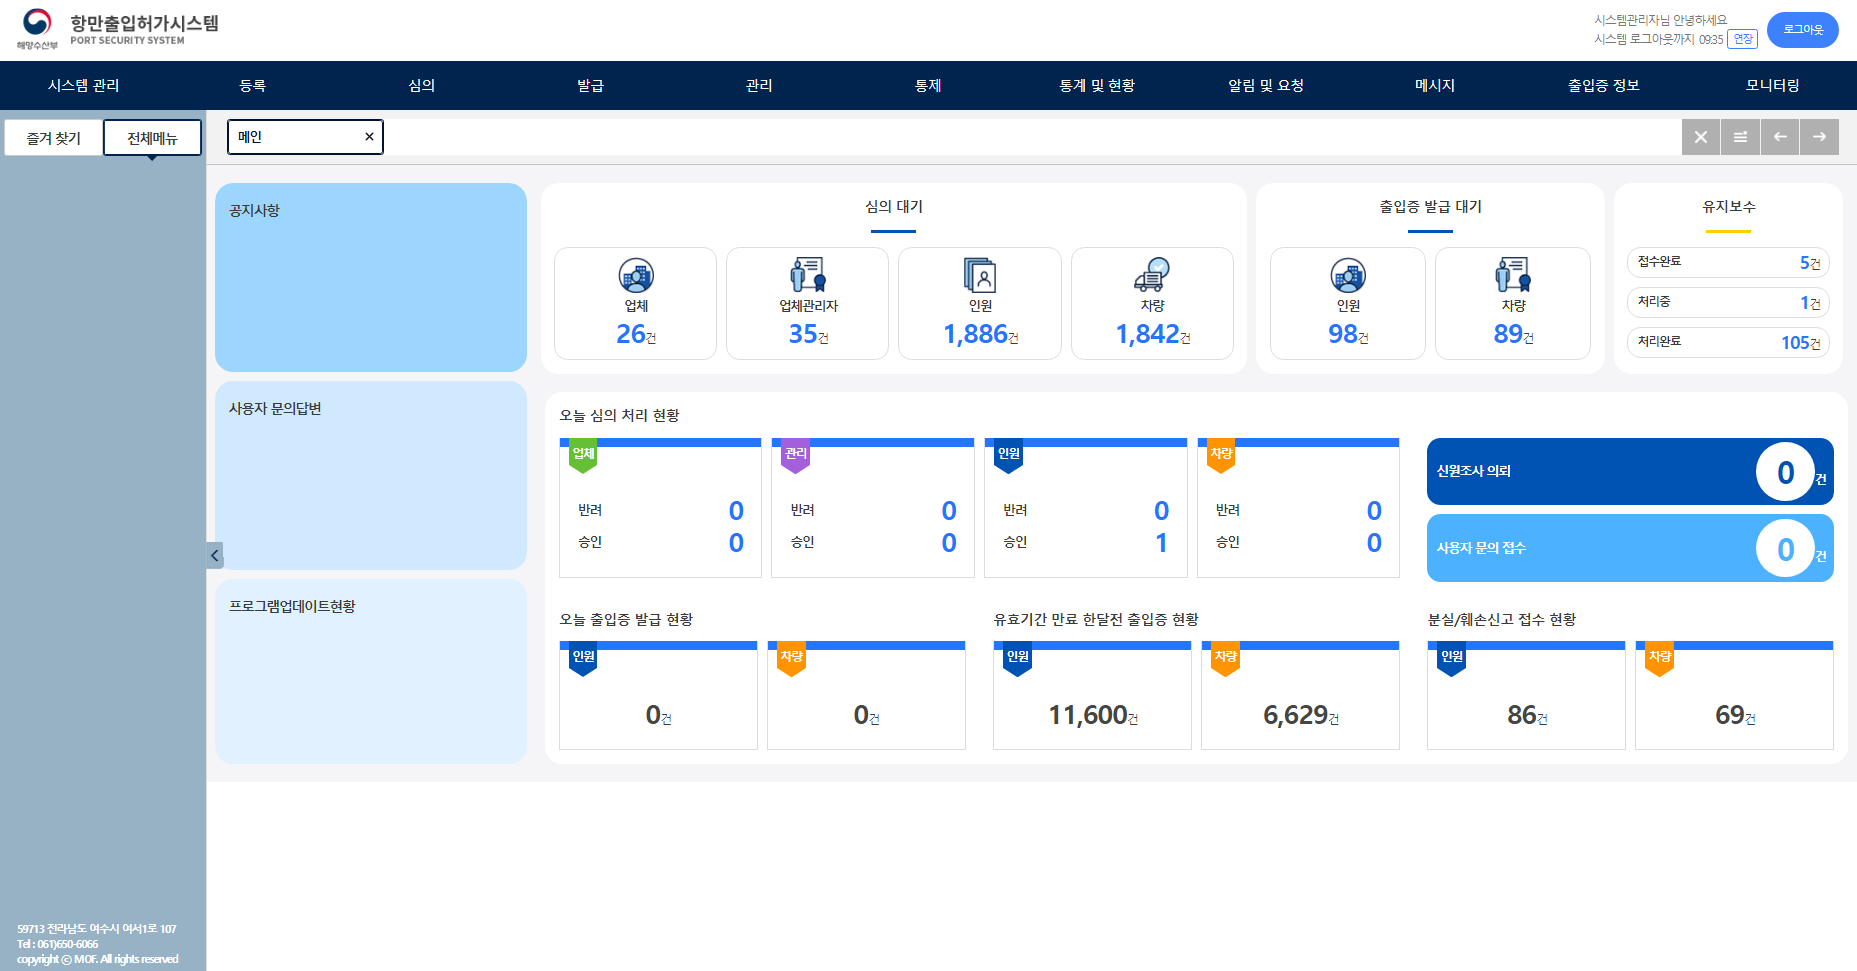 해양수산부
항만출입허가시스템
PORT SECURITY SYSTEM
시스템관리자님 안녕하세요
시스템 로그아웃까지 09:35 연장
로그아웃
시스템 관리 등록 심의 발급 관리 통제 통계 및 현황 알림 및 요청 메시지 출입증 정보 모니터링
즐겨 찾기 전체메뉴
메인 ×
공지사항
사용자 문의답변
프로그램업데이트현황
심의 대기
업체 업체관리자 인원 차량
26건 35건 1,886건 1,842건
출입증 발급 대기
인원 차량
98건 89건
유지보수
접수완료 5건
처리중 1건
처리완료 105건
오늘 심의 처리 현황
업체 관리 인원 차량
반려 0 반려 0 반려 0 반려 0
승인 0 승인 0 승인 1 승인 0
신원조사 의뢰 0 건
사용자 문의 접수 0 건
오늘 출입증 발급 현황
인원 차량
0건 0건
유효기간 만료 한달전 출입증 현황
인원 차량
11,600건 6,629건
분실/훼손신고 접수 현황
인원 차량
86건 69건
59713 전라남도 여수시 여서1로 107
Tel : 061)650-6066
copyright ⓒ MOF. All rights reserved